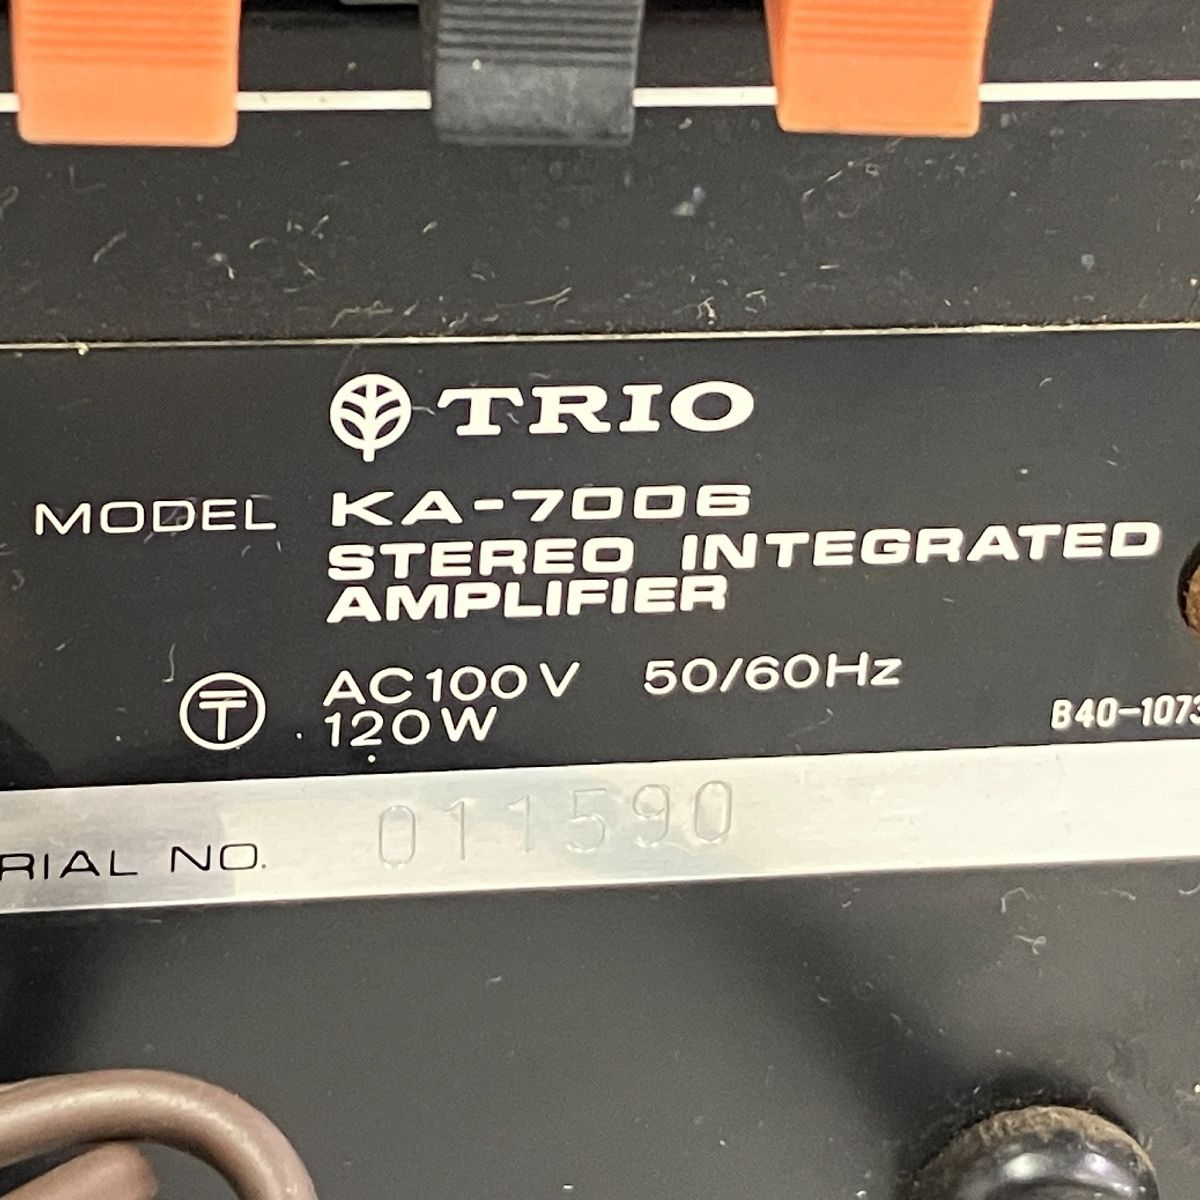 TRIO
MODEL KA-7006
STEREO INTEGRATED
AMPLIFIER
〒 AC100V 50/60Hz
120W
B40-1073
RIAL NO. 011590